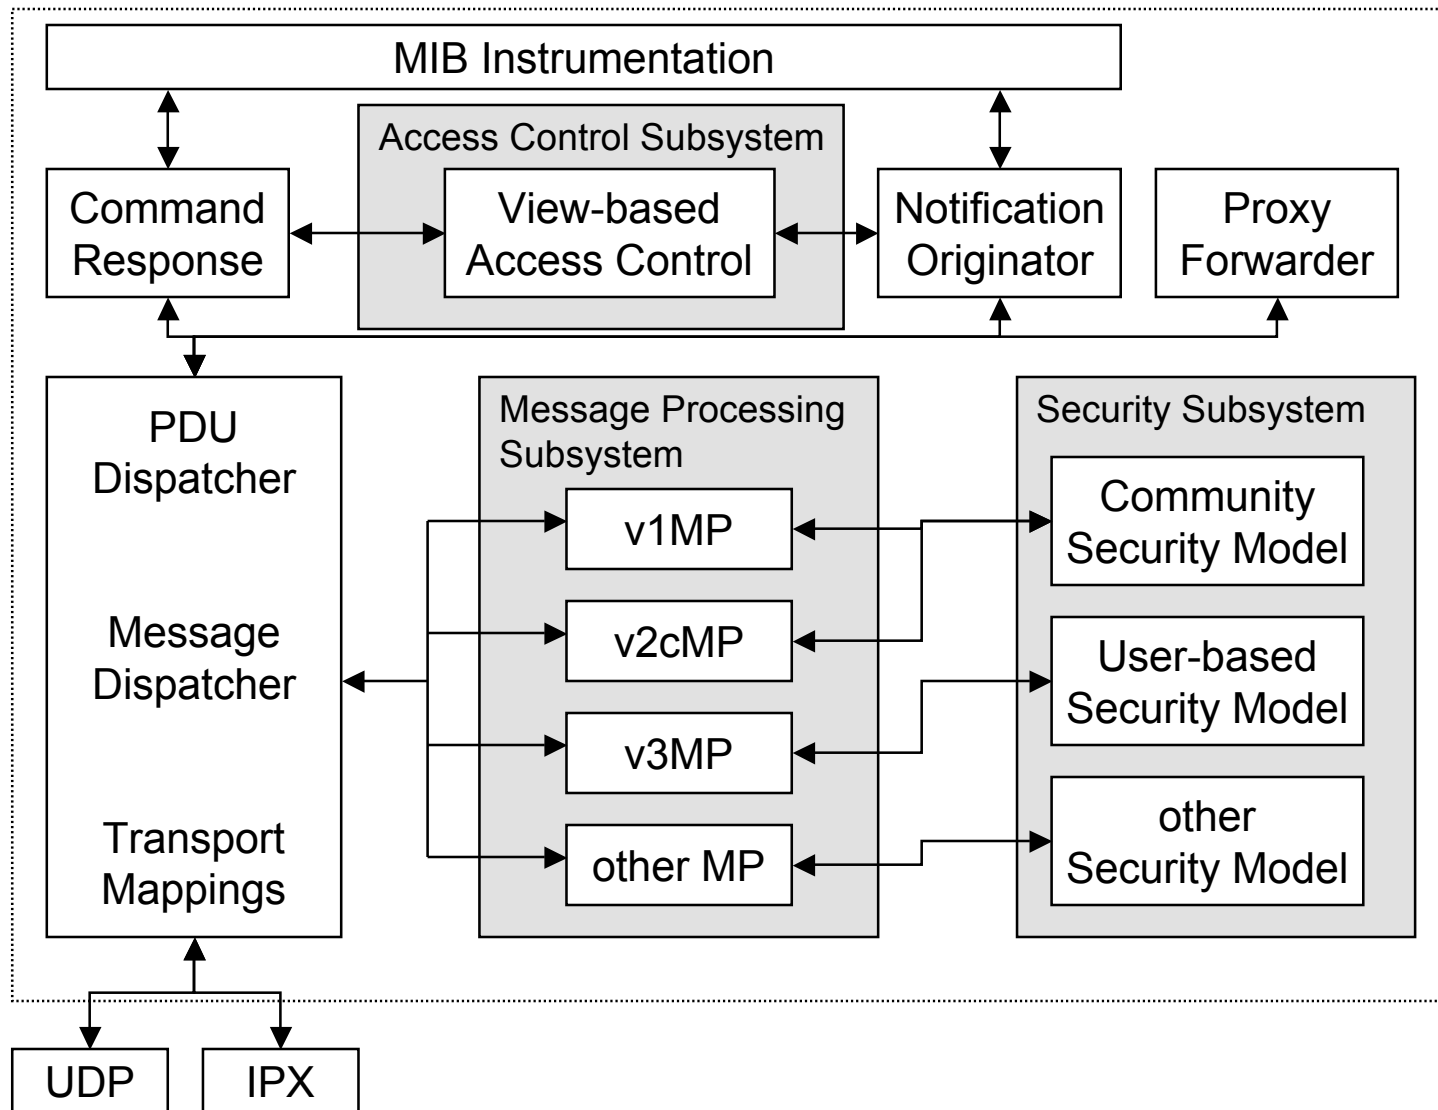 MIB Instrumentation
Access Control Subsystem
Command
Response
View-based
Access Control
Notification
Originator
Proxy
Forwarder
PDU
Dispatcher
Message
Dispatcher
Transport
Mappings
Message Processing
Subsystem
v1MP
v2cMP
v3MP
other MP
Security Subsystem
Community
Security Model
User-based
Security Model
other
Security Model
UDP
IPX